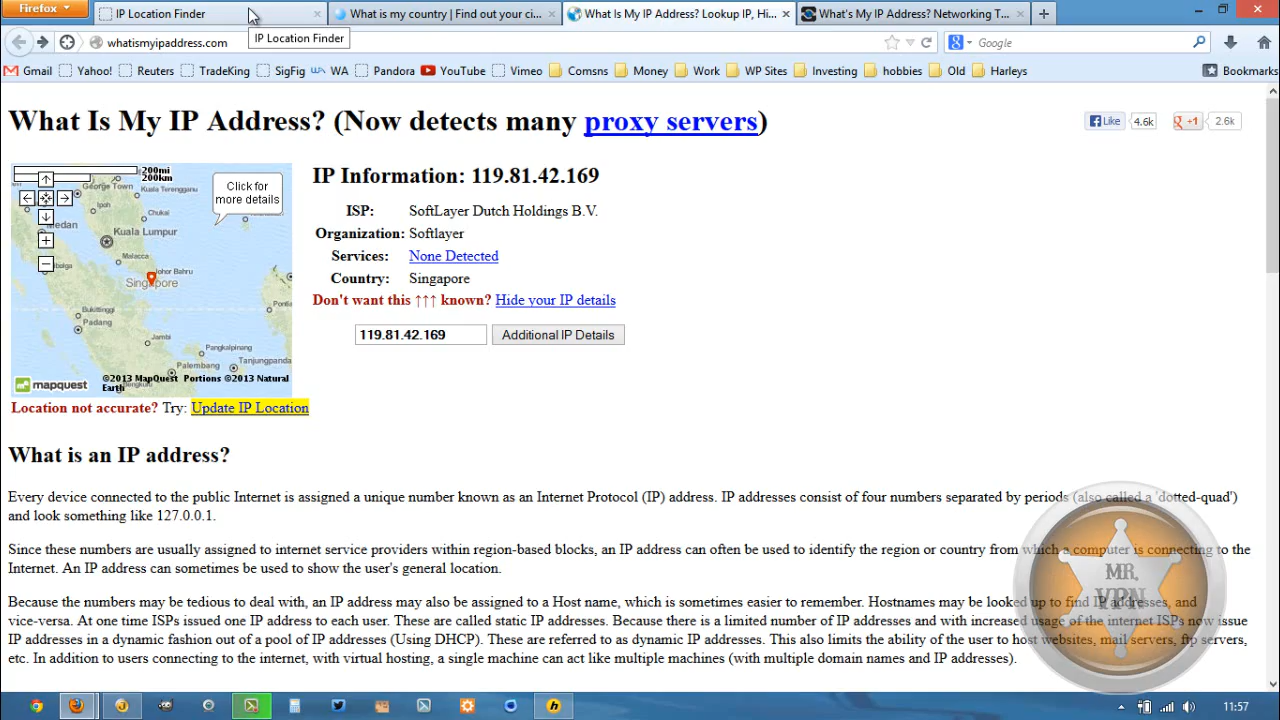 Firefox
IP Location Finder
What is my country | Find out your ci...
What Is My IP Address? Lookup IP, Hi...
What's My IP Address? Networking T...
whatismyipaddress.com
IP Location Finder
Google
Gmail Yahoo! Reuters TradeKing SigFig WA Pandora YouTube Vimeo Comsns Money Work WP Sites Investing hobbies Old Harleys Bookmarks
What Is My IP Address? (Now detects many proxy servers)
Like 4.6k +1 2.6k
200mi
200km
George Town
Kuala Terengganu
Ipoh
Chukai
Medan
Kuala Lumpur
Malacca
Johor Bahru
Singapore
Bukittinggi
Padang
Jambi
Pangkalpinang
Palembang
Tanjungpanda
Click for
more details
mapquest
©2013 MapQuest Portions ©2013 Natural
Earth
Location not accurate? Try: Update IP Location
IP Information: 119.81.42.169
ISP: SoftLayer Dutch Holdings B.V.
Organization: Softlayer
Services: None Detected
Country: Singapore
Don't want this ↑↑↑ known? Hide your IP details
119.81.42.169 Additional IP Details
What is an IP address?
Every device connected to the public Internet is assigned a unique number known as an Internet Protocol (IP) address. IP addresses consist of four numbers separated by periods (also called a 'dotted-quad')
and look something like 127.0.0.1.
Since these numbers are usually assigned to internet service providers within region-based blocks, an IP address can often be used to identify the region or country from which a computer is connecting to the
Internet. An IP address can sometimes be used to show the user's general location.
Because the numbers may be tedious to deal with, an IP address may also be assigned to a Host name, which is sometimes easier to remember. Hostnames may be looked up to find IP addresses, and
vice-versa. At one time ISPs issued one IP address to each user. These are called static IP addresses. Because there is a limited number of IP addresses and with increased usage of the internet ISPs now issue
IP addresses in a dynamic fashion out of a pool of IP addresses (Using DHCP). These are referred to as dynamic IP addresses. This also limits the ability of the user to host websites, mail servers, ftp servers,
etc. In addition to users connecting to the internet, with virtual hosting, a single machine can act like multiple machines (with multiple domain names and IP addresses).
MR.
VPN
11:57